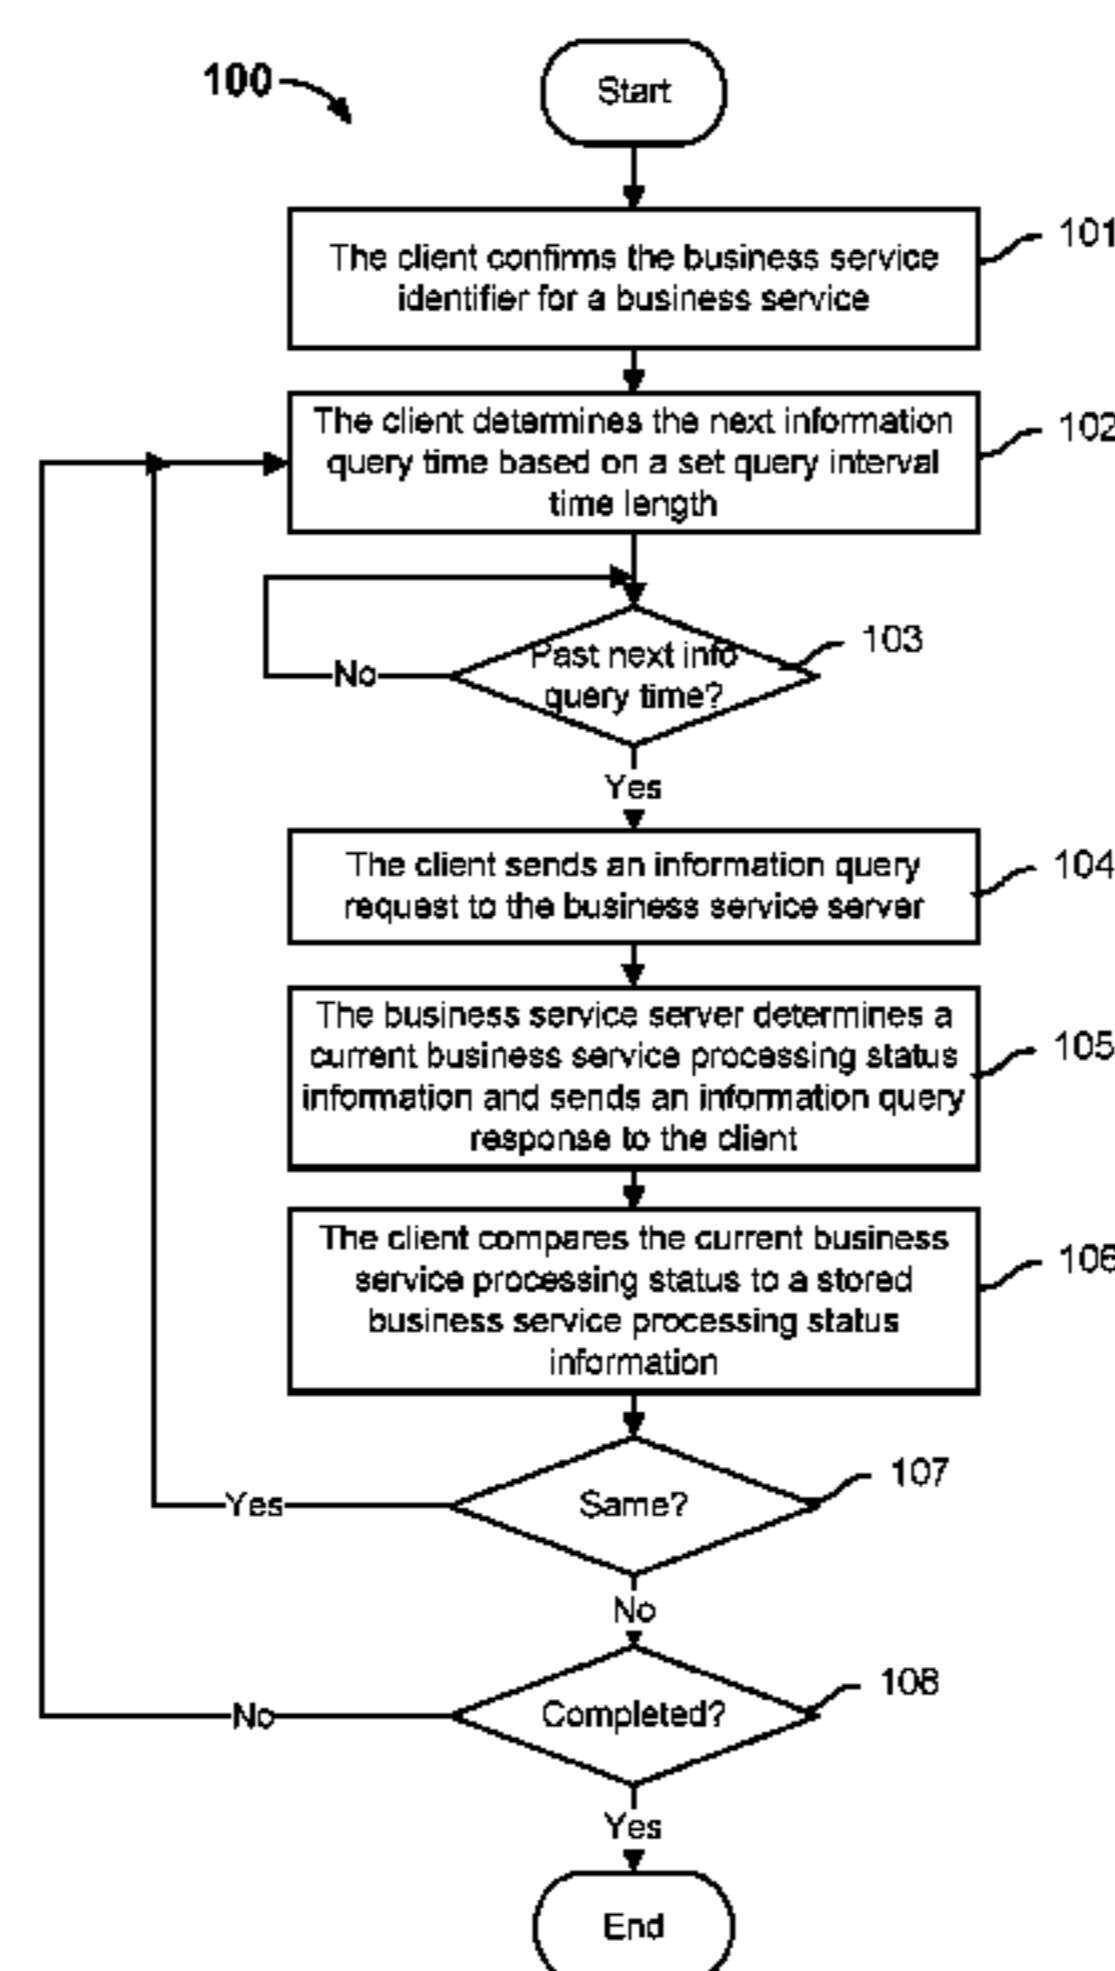 100
Start
The client confirms the business service
identifier for a business service
101
The client determines the next information
query time based on a set query interval
time length
102
Past next info
query time?
103
No
Yes
The client sends an information query
request to the business service server
104
The business service server determines a
current business service processing status
information and sends an information query
response to the client
105
The client compares the current business
service processing status to a stored
business service processing status
information
106
Same?
107
Yes
No
Completed?
108
No
Yes
End